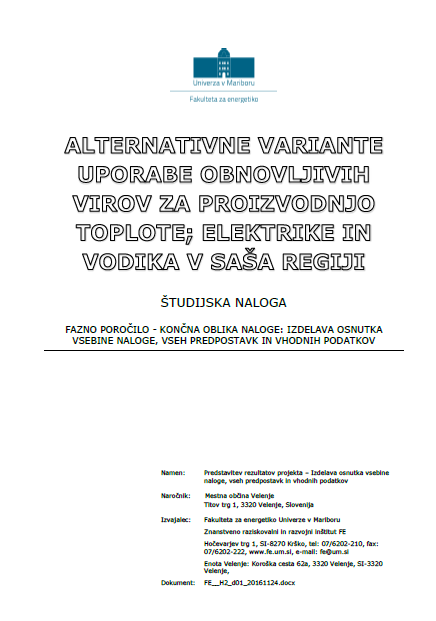 Univerza v Mariboru
Fakulteta za energetiko
ALTERNATIVNE VARIANTE
UPORABE OBNOVLJIVIH
VIROV ZA PROIZVODNJO
TOPLOTE; ELEKTRIKE IN
VODIKA V SAŠA REGIJI
ŠTUDIJSKA NALOGA
FAZNO POROČILO - KONČNA OBLIKA NALOGE: IZDELAVA OSNUTKA
VSEBINE NALOGE, VSEH PREDPOSTAVK IN VHODNIH PODATKOV
Namen: Predstavitev rezultatov projekta – Izdelava osnutka vsebine
naloge, vseh predpostavk in vhodnih podatkov
Naročnik: Mestna občina Velenje
Titov trg 1, 3320 Velenje, Slovenija
Izvajalec: Fakulteta za energetiko Univerze v Mariboru
Znanstveno raziskovalni in razvojni inštitut FE
Hočevarjev trg 1, SI-8270 Krško, tel: 07/6202-210, fax:
07/6202-222, www.fe.um.si, e-mail: fe@um.si
Enota Velenje: Koroška cesta 62a, 3320 Velenje, SI-3320
Velenje,
Dokument: FE__H2_d01_20161124.docx